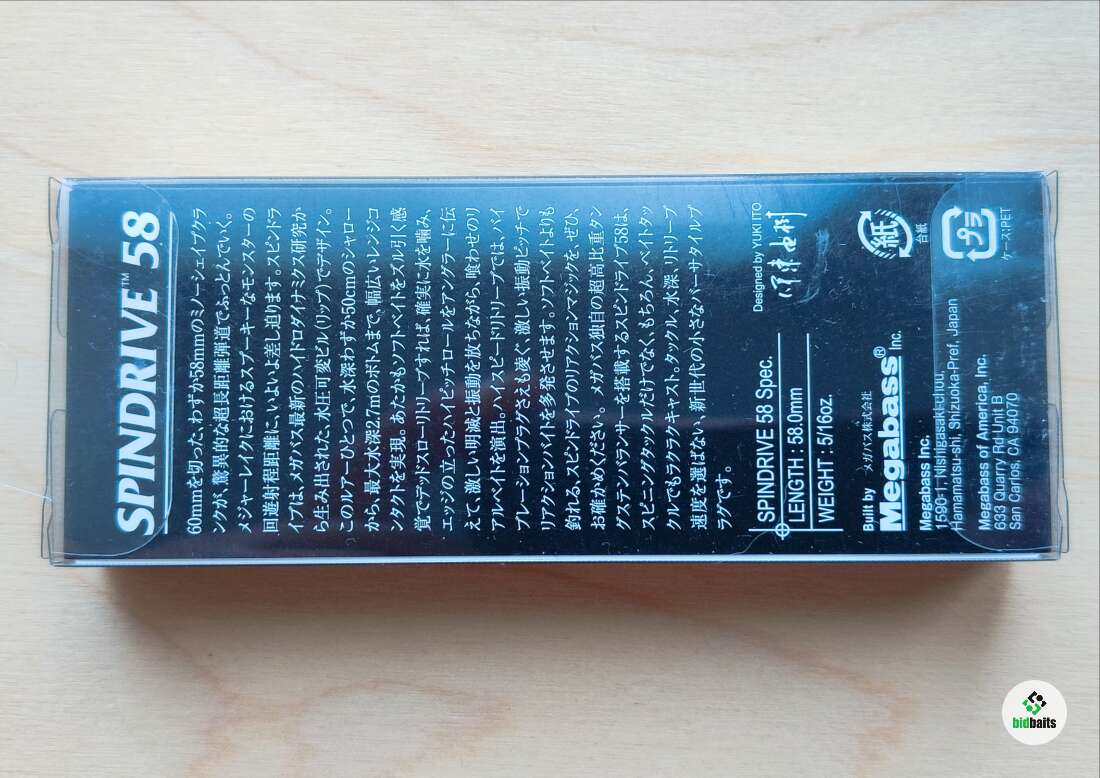 SPINDRIVE™ 58
60mmを切った、わずか58mmのミノーシェイプラ
ンカが、驚異的な超長距離弾道でぶっとんでいく。
メジャーレイクにおけるスプーキーなモンスターの
回遊射程距離に、いよいよ差し迫ります。スピンドラ
イブは、メガバス最新のハイドロダイナミクス研究か
ら生み出された、水圧可変ビル(リップ)でデザイン。
このルアーひとつで、水深わずか50cmのシャロー
から、最大水深2.7mのボトムまで、幅広いレンジコ
ンタクトを実現。あたかもソフトベイトをズル引く感
覚でデッドスローリトリーブすれば、確実に水を噛み、
エッジの立ったハイピッチロールをアングラーに伝
えて、激しい明滅と振動を放ちながら、喰わせのリ
アルベイトを演出。ハイスピードリトリーブでは、バイ
ブレーションプラグさえも凌ぐ、激しい振動ピッチで
リアクションバイトを多発させます。ソフトベイトよりも
釣れる、スピンドライブのリアクションマジックを、ぜひ、
お確かめください。メガバス独自の超高比重タン
グステンバランサーを搭載するスピンドライブ58は、
スピニングタックルだけでなく、もちろん、ベイトタッ
クルでもラクラクキャスト。タックル、水深、リトリーブ
速度を選ばない、新世代の小さなバーサタイルプ
ラグです。
SPINDRIVE 58 Spec.
LENGTH : 58.0mm
WEIGHT : 5/16oz.
Designed by YUKI ITO
伊東由樹
Built by
メガバス株式会社
Megabass® Inc.
Megabass Inc.
1590-1, Nishigasaki-chou,
Hamamatsu-shi, Shizuoka-Pref, Japan
Megabass of America, Inc.
633 Quarry Rd Unit B
San Carlos, CA 94070
紙
台紙
プラ
ケース:PET
bidbaits